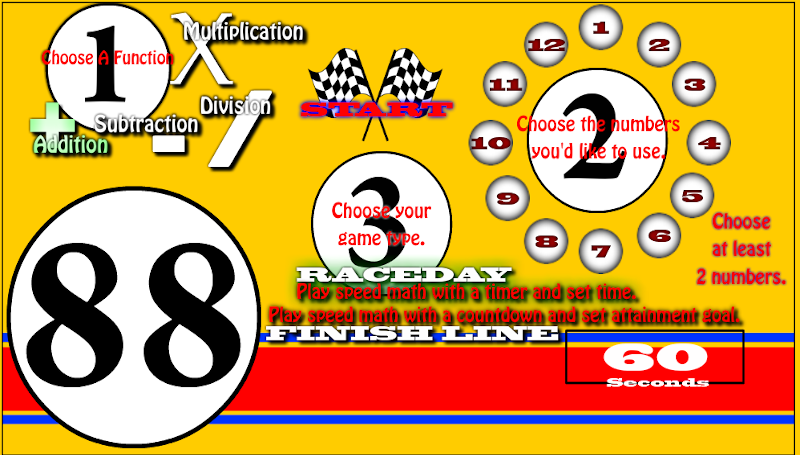 1
Choose A Function
X
Multiplication
Division
Subtraction
+
Addition
START
1
2
3
4
5
6
7
8
9
10
11
12
2
Choose the numbers
you'd like to use.
Choose
at least
2 numbers.
3
Choose your
game type.
RACEDAY
Play speed math with a timer and set time.
Play speed math with a countdown and set attainment goal.
FINISH LINE
88
60
Seconds